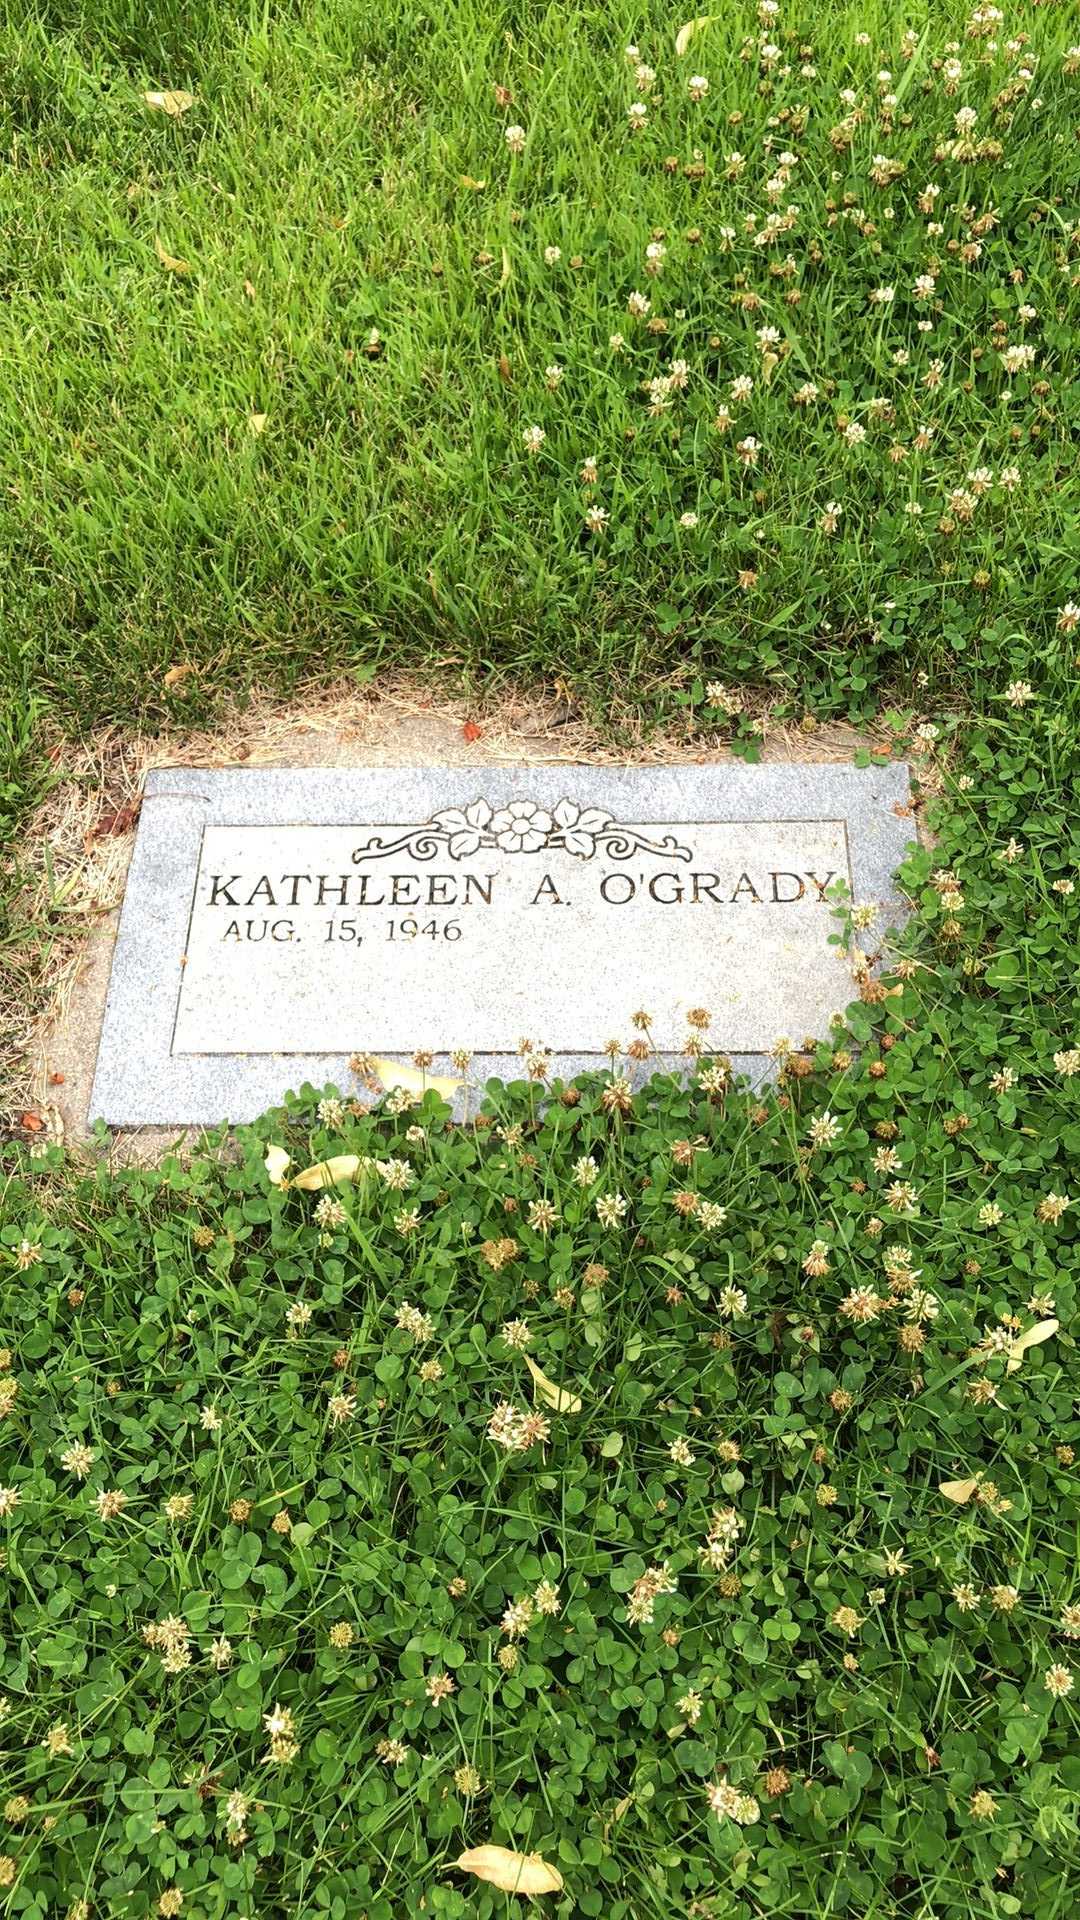 KATHLEEN A. O'GRADY
AUG. 15, 1946